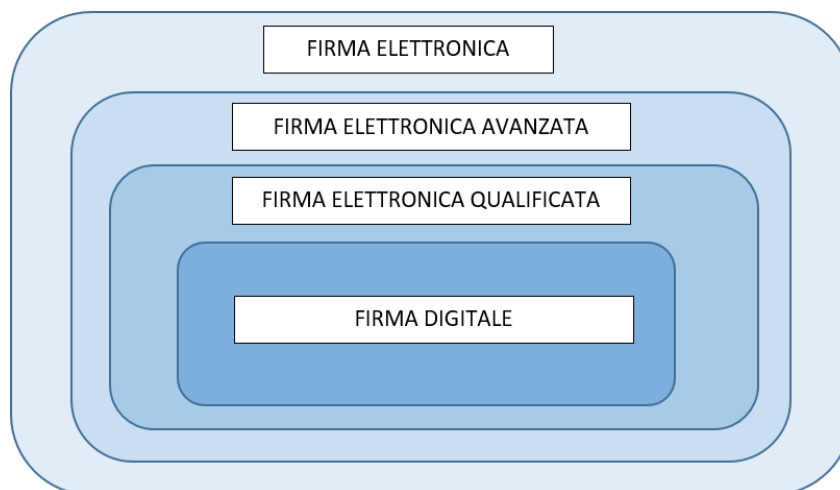 FIRMA ELETTRONICA
FIRMA ELETTRONICA AVANZATA
FIRMA ELETTRONICA QUALIFICATA
FIRMA DIGITALE